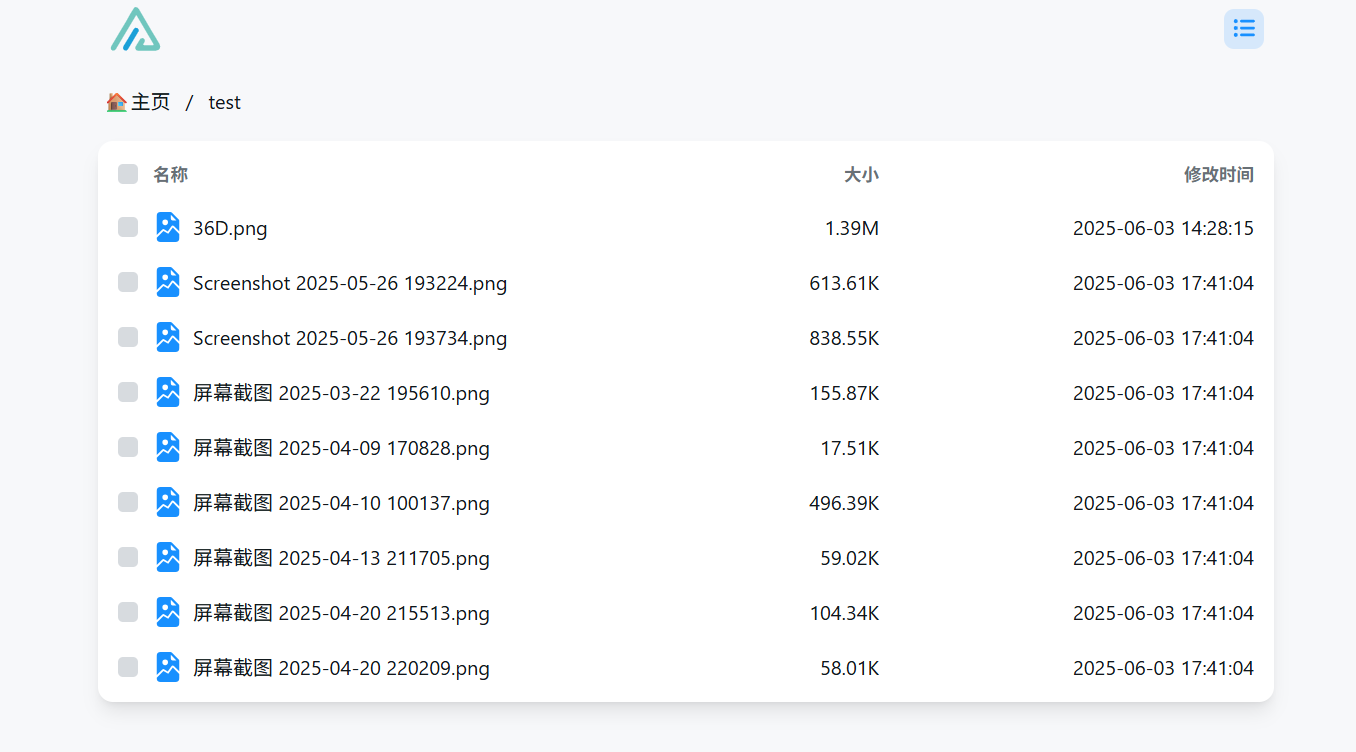 主页 / test
名称 大小 修改时间
36D.png 1.39M 2025-06-03 14:28:15
Screenshot 2025-05-26 193224.png 613.61K 2025-06-03 17:41:04
Screenshot 2025-05-26 193734.png 838.55K 2025-06-03 17:41:04
屏幕截图 2025-03-22 195610.png 155.87K 2025-06-03 17:41:04
屏幕截图 2025-04-09 170828.png 17.51K 2025-06-03 17:41:04
屏幕截图 2025-04-10 100137.png 496.39K 2025-06-03 17:41:04
屏幕截图 2025-04-13 211705.png 59.02K 2025-06-03 17:41:04
屏幕截图 2025-04-20 215513.png 104.34K 2025-06-03 17:41:04
屏幕截图 2025-04-20 220209.png 58.01K 2025-06-03 17:41:04